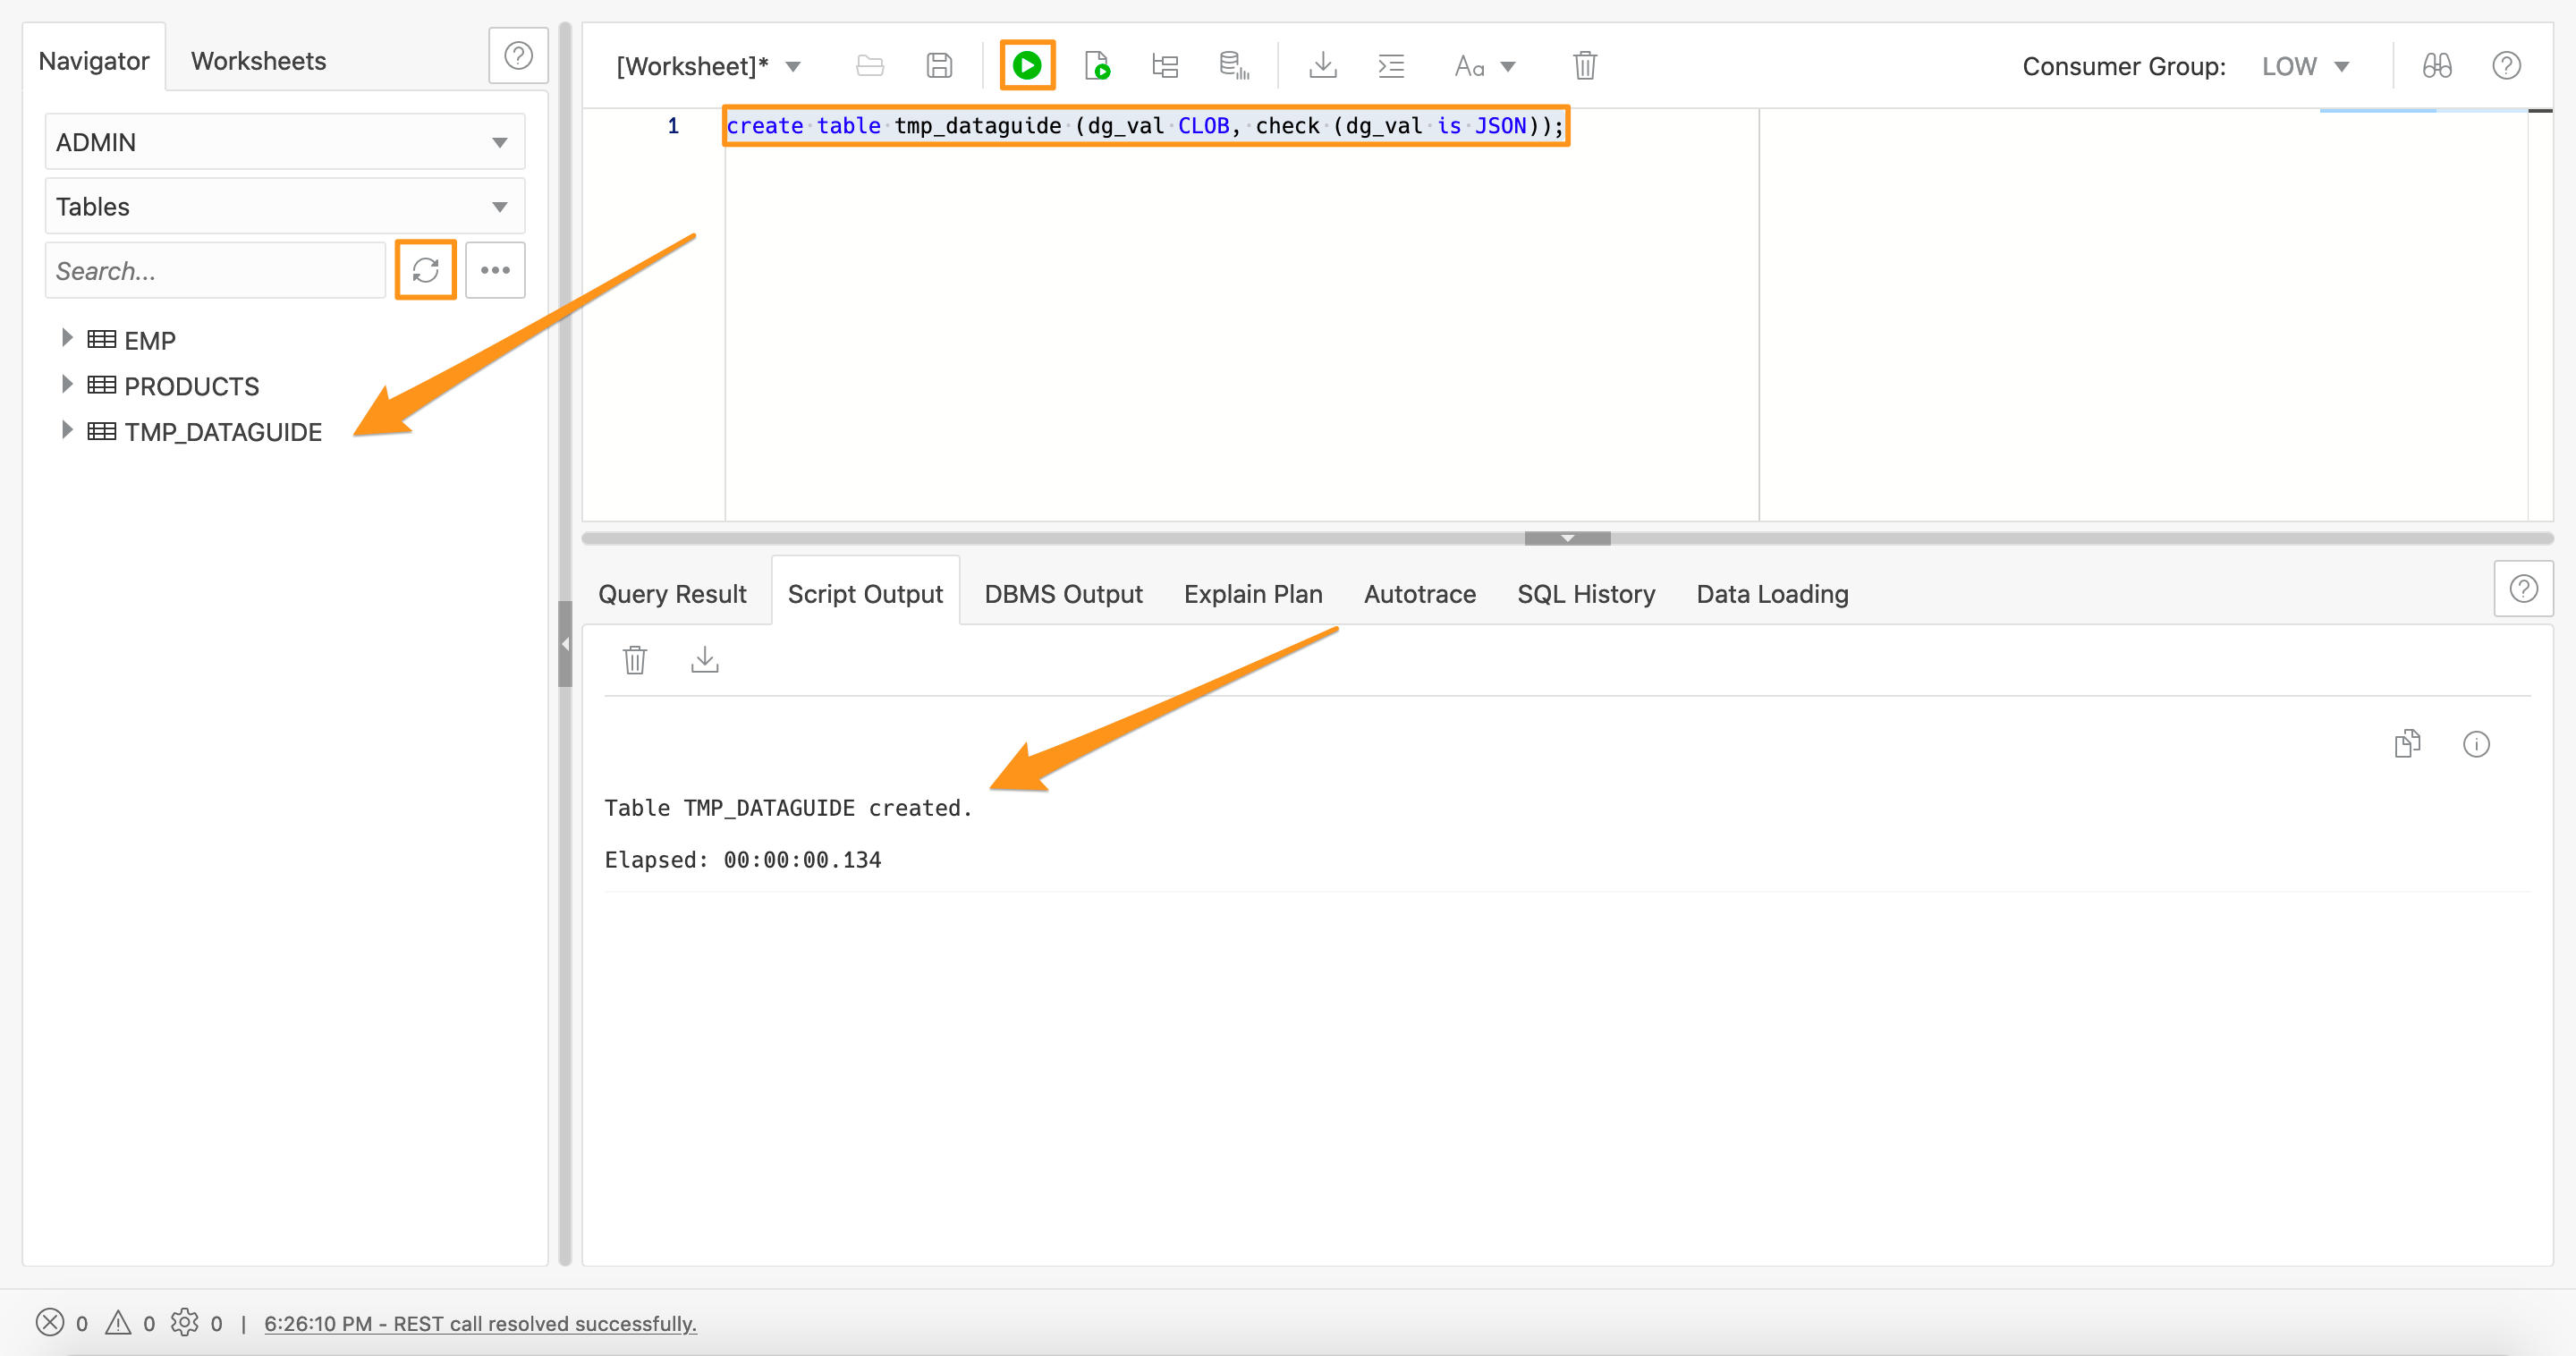 Navigator
Worksheets
[Worksheet]*
Aa
Consumer Group:
LOW
ADMIN
Tables
Search...
EMP
PRODUCTS
TMP_DATAGUIDE
1
create table tmp_dataguide (dg_val CLOB, check (dg_val is JSON));
Query Result
Script Output
DBMS Output
Explain Plan
Autotrace
SQL History
Data Loading
Table TMP_DATAGUIDE created.
Elapsed: 00:00:00.134
0 0 0 | 6:26:10 PM - REST call resolved successfully.